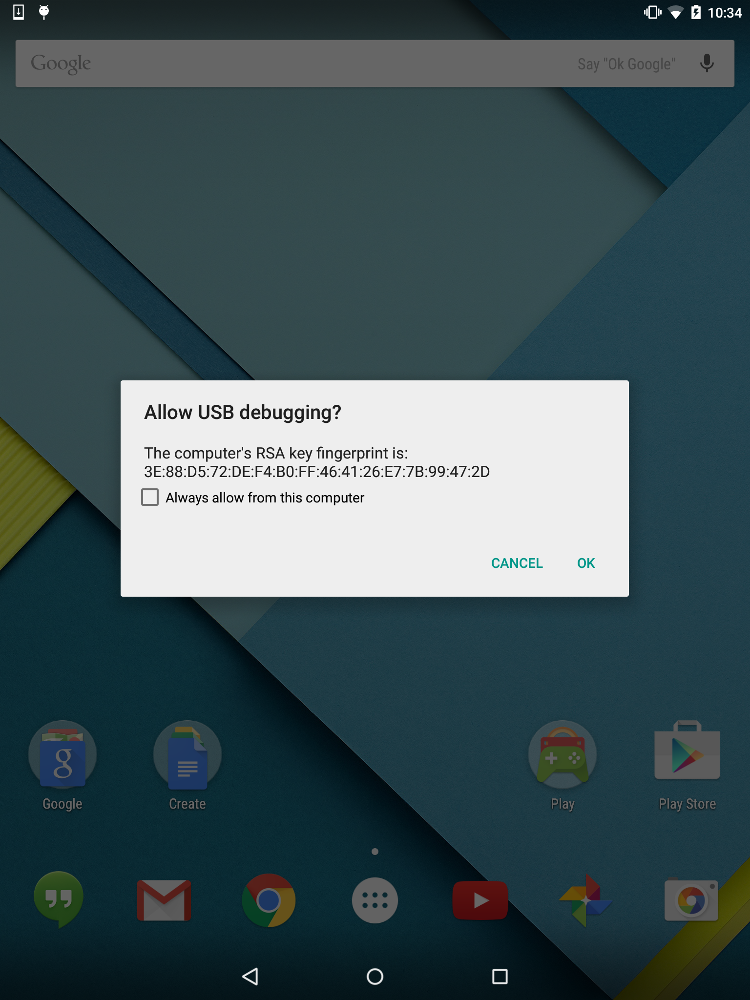 10:34
Google
Say "Ok Google"
Allow USB debugging?
The computer's RSA key fingerprint is:
3E:88:D5:72:DE:F4:B0:FF:46:41:26:E7:7B:99:47:2D
Always allow from this computer
CANCEL OK
g
Google Create Play Play Store